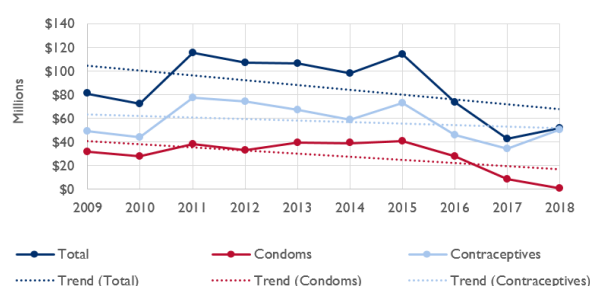 $140
$120
$100
$80
$60
$40
$20
$0
Millions
2009 2010 2011 2012 2013 2014 2015 2016 2017 2018
Total Condoms Contraceptives
Trend (Total) Trend (Condoms) Trend (Contraceptives)